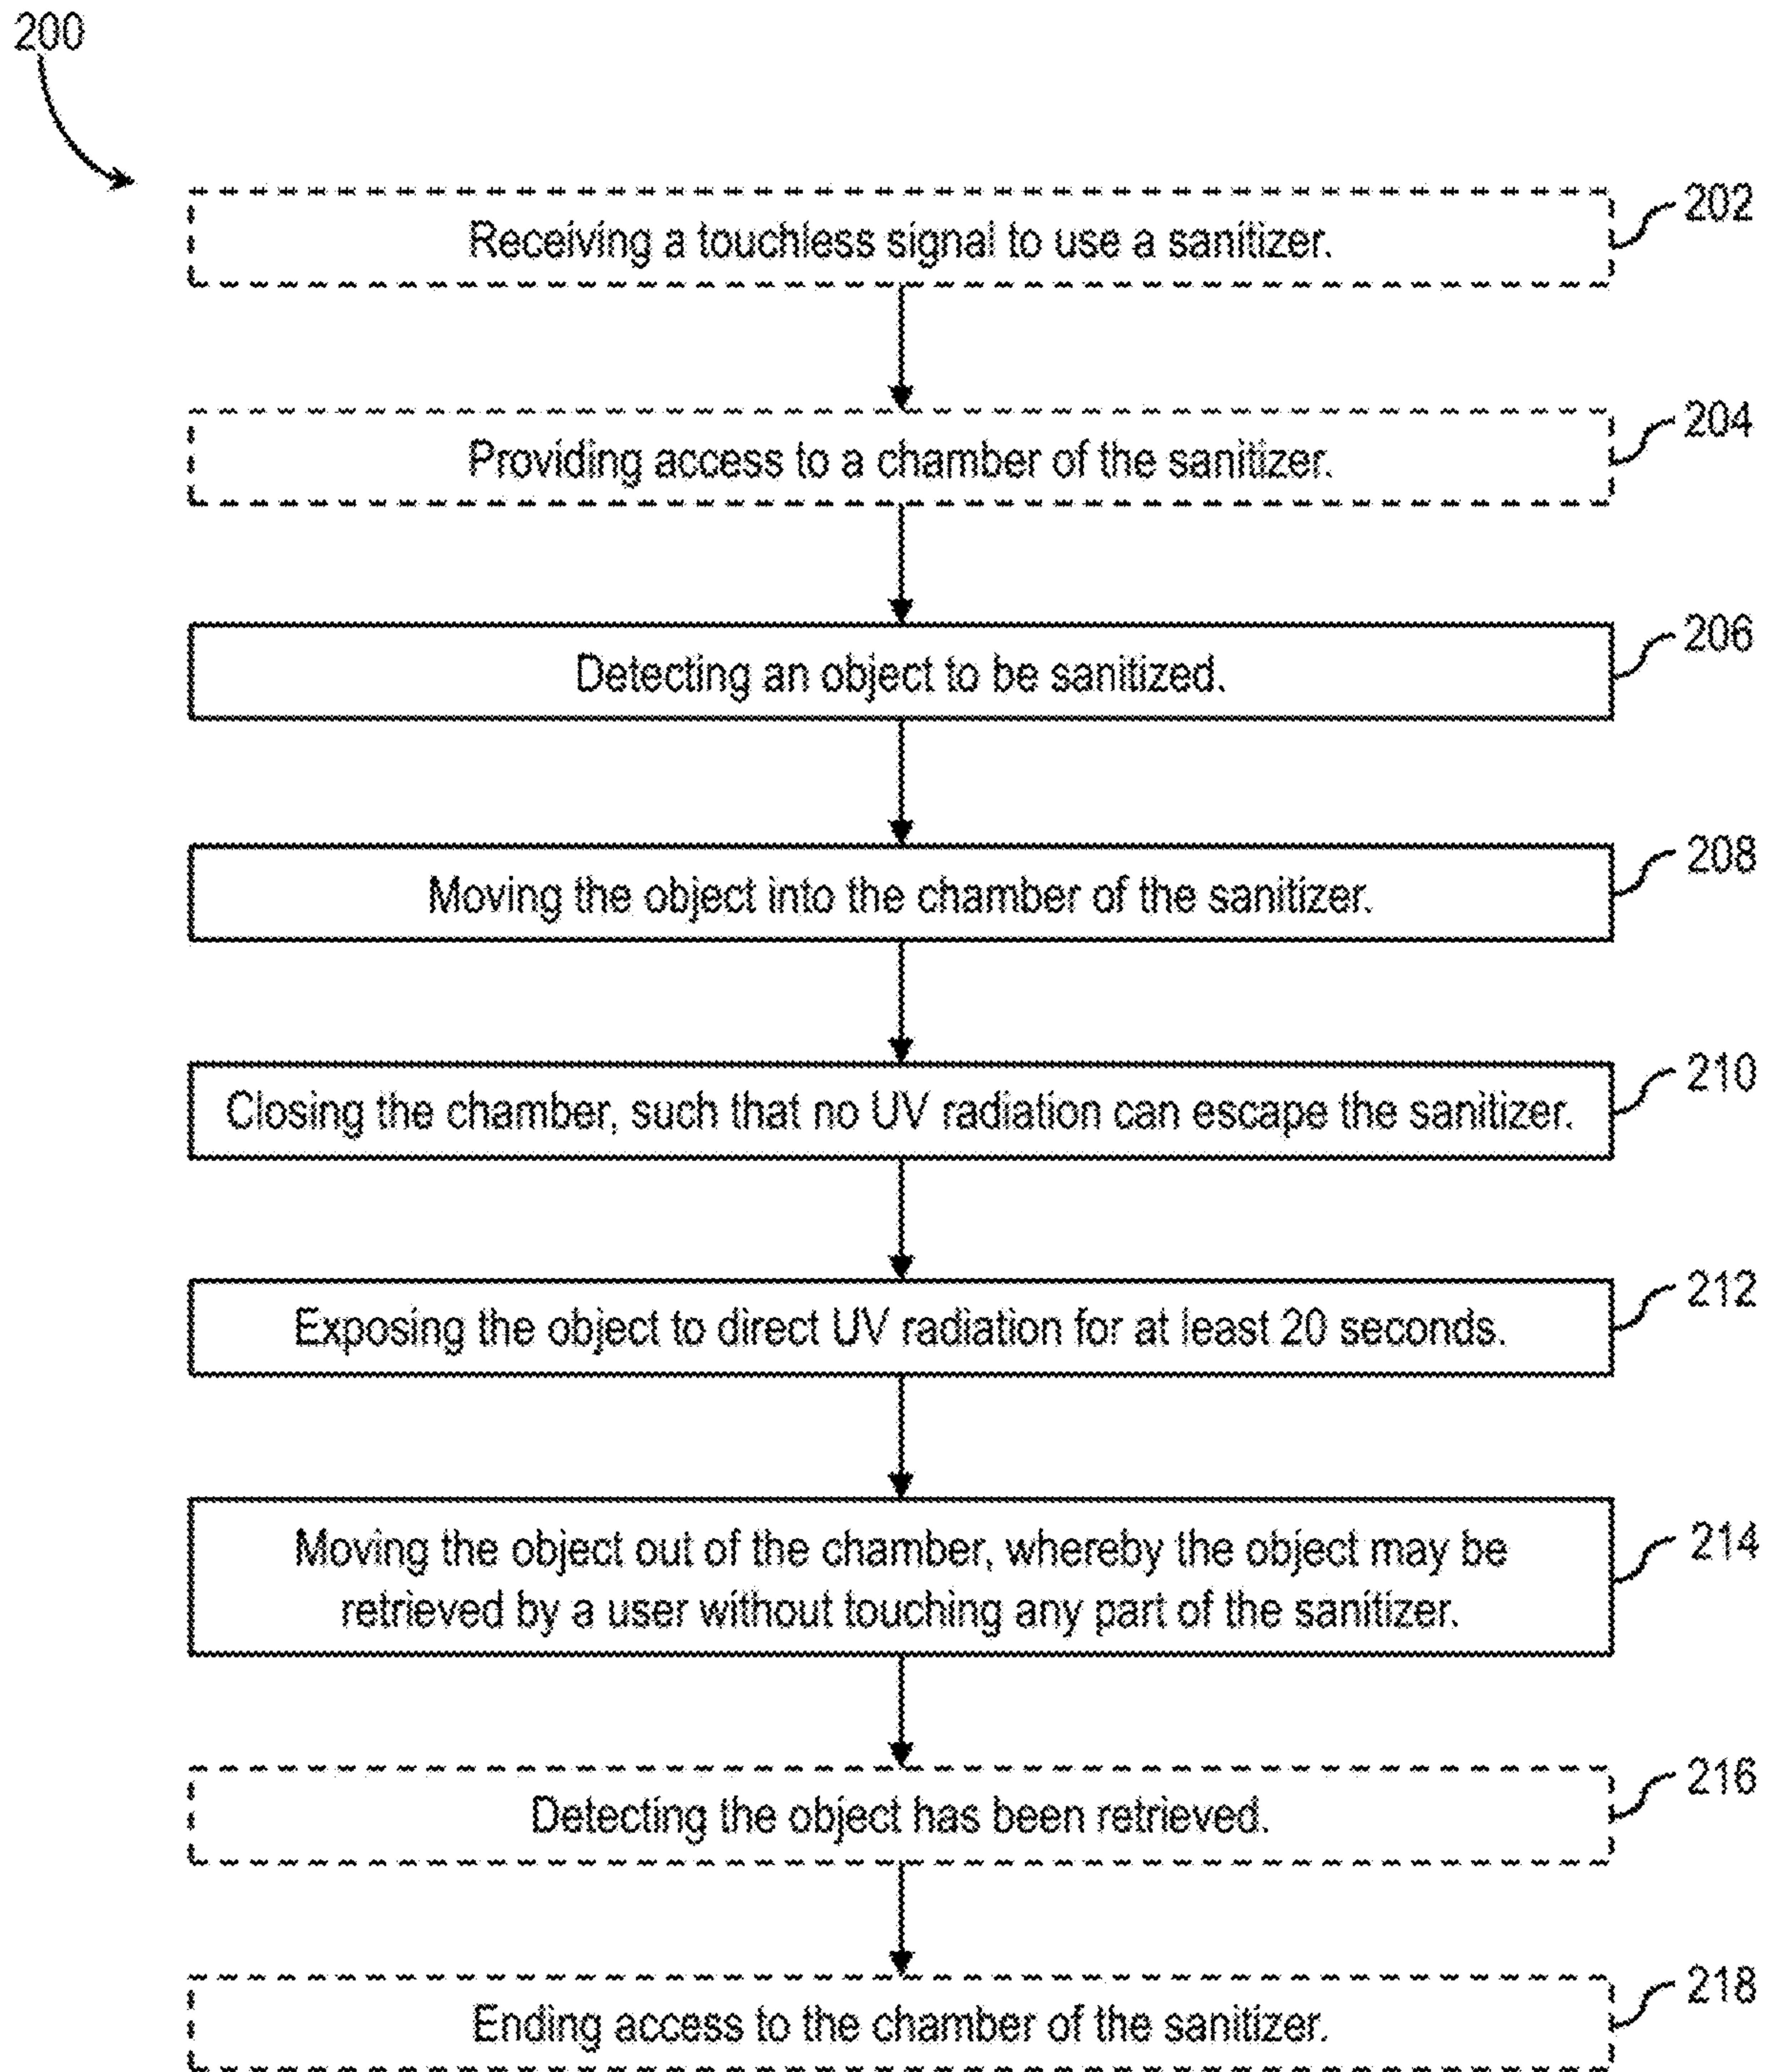 200
Receiving a touchless signal to use a sanitizer.
202
Providing access to a chamber of the sanitizer.
204
Detecting an object to be sanitized.
206
Moving the object into the chamber of the sanitizer.
208
Closing the chamber, such that no UV radiation can escape the sanitizer.
210
Exposing the object to direct UV radiation for at least 20 seconds.
212
Moving the object out of the chamber, whereby the object may be
retrieved by a user without touching any part of the sanitizer.
214
Detecting the object has been retrieved.
216
Ending access to the chamber of the sanitizer.
218